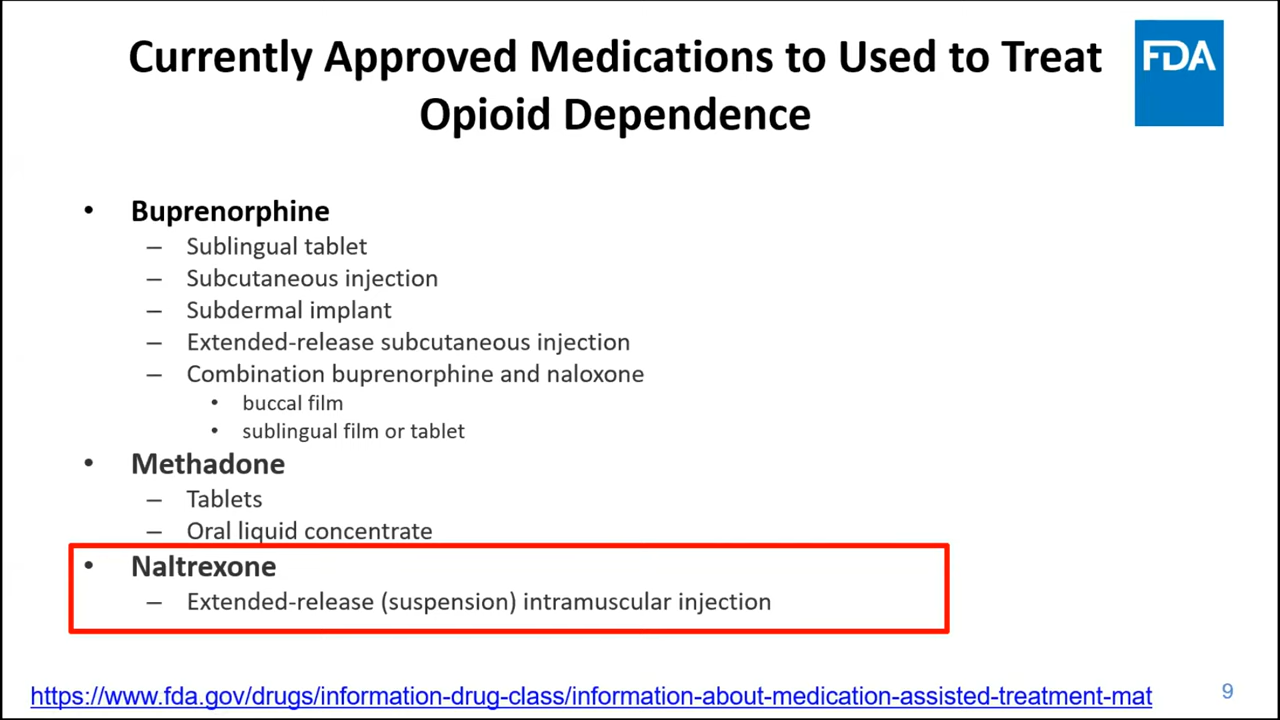 Currently Approved Medications to Used to Treat
Opioid Dependence
FDA
• Buprenorphine
– Sublingual tablet
– Subcutaneous injection
– Subdermal implant
– Extended-release subcutaneous injection
– Combination buprenorphine and naloxone
• buccal film
• sublingual film or tablet
• Methadone
– Tablets
– Oral liquid concentrate
• Naltrexone
– Extended-release (suspension) intramuscular injection
https://www.fda.gov/drugs/information-drug-class/information-about-medication-assisted-treatment-mat
9